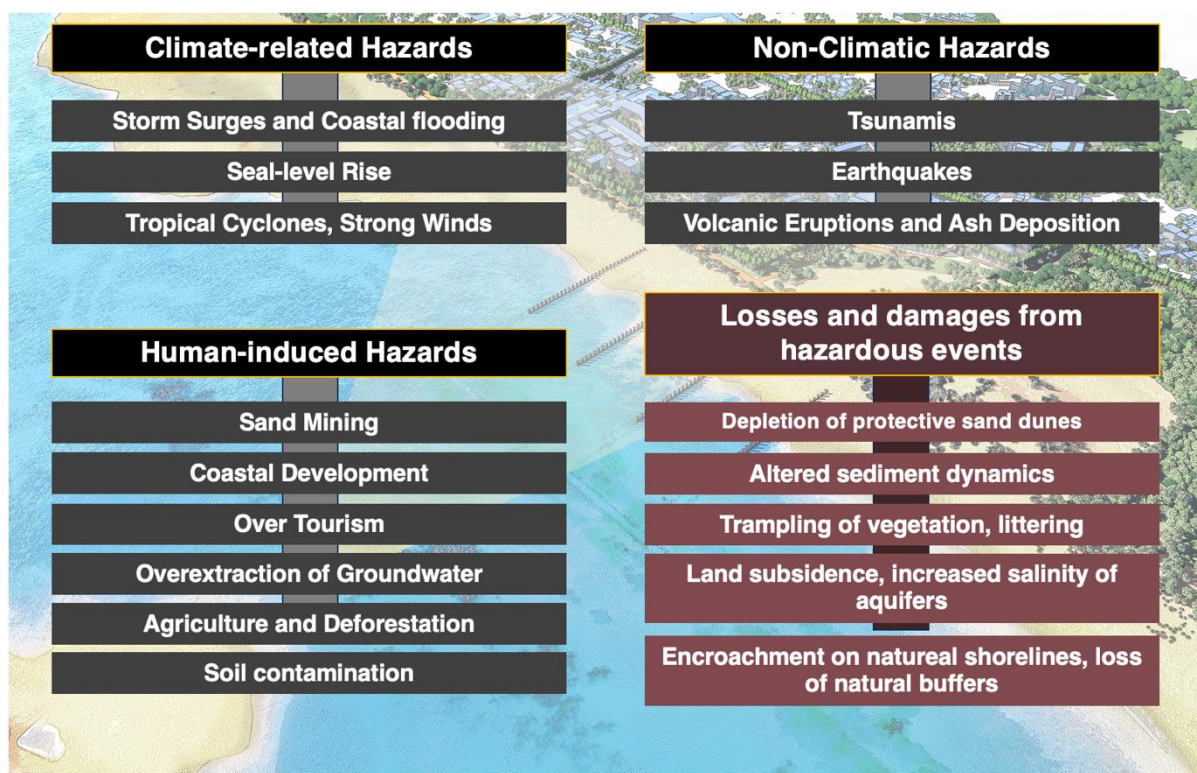 Climate-related Hazards
Storm Surges and Coastal flooding
Seal-level Rise
Tropical Cyclones, Strong Winds
Non-Climatic Hazards
Tsunamis
Earthquakes
Volcanic Eruptions and Ash Deposition
Human-induced Hazards
Sand Mining
Coastal Development
Over Tourism
Overextraction of Groundwater
Agriculture and Deforestation
Soil contamination
Losses and damages from
hazardous events
Depletion of protective sand dunes
Altered sediment dynamics
Trampling of vegetation, littering
Land subsidence, increased salinity of
aquifers
Encroachment on natureal shorelines, loss
of natural buffers